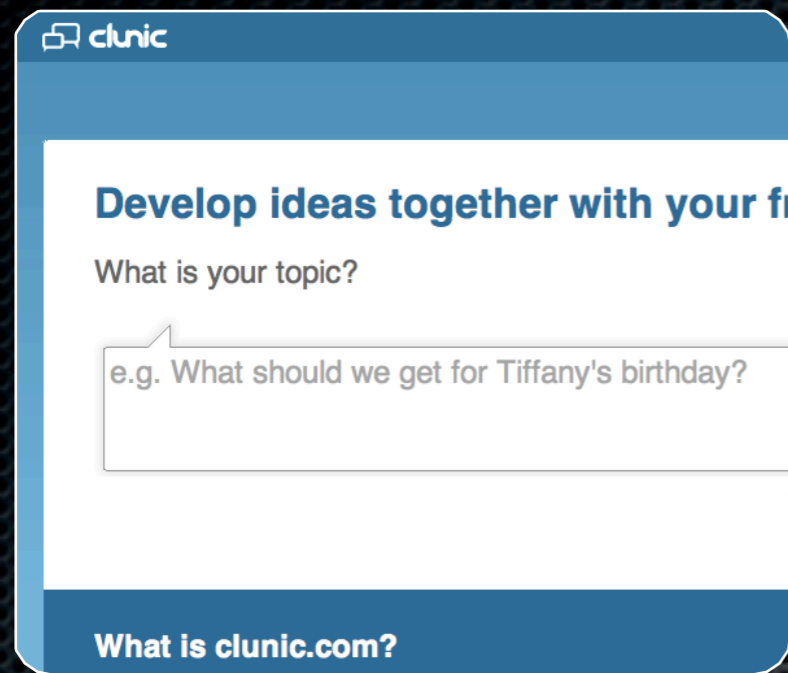 clunic
Develop ideas together with your fr
What is your topic?
e.g. What should we get for Tiffany's birthday?
What is clunic.com?